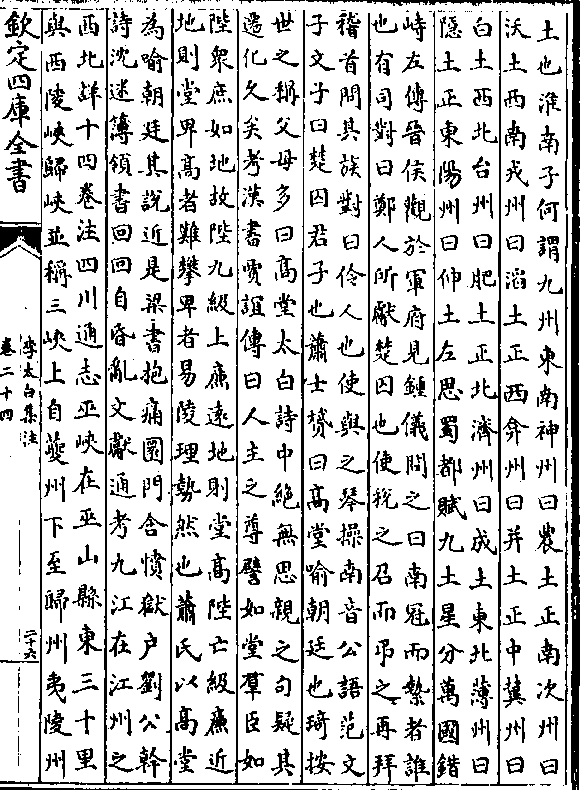 土也淮南子何謂九州東南神州曰農土正南次州曰
沃土西南戎州曰滔土正西弇州曰并土正中冀州曰
白土西北台州曰肥土正北濟州曰成土東北薄州曰
隱土正東陽州曰伸土左思蜀都賦九土星分萬國錯
峙左傳晉侯觀於軍府見鍾儀問之曰南冠而縶者誰
也有司對曰鄭人所獻楚囚也使税之召而弔之再拜
稽首問其族對曰伶人也使與之琴操南音公語范文
子文子曰楚囚君子也蕭士贇曰高堂喻朝廷也琦按
世之稱父母多曰高堂太白詩中絶無思親之句疑其
遣化久矣考漢書賈誼傳曰人主之尊譬如堂羣臣如
陛衆庶如地故陛九級上廉逺地則堂高陛亡級廉近
地則堂卑高者難攀卑者易陵理勢然也蕭氏以高堂
為喻朝廷其説近是梁書抱痛圜門含憤獄户劉公幹
詩沈迷簿領書回回自昏亂文獻通考九江在江州之
西北詳十四卷注四川通志巫峽在巫山縣東三十里
與西陵峽歸峽並稱三峽上自夔州下至歸州夷陵州
欽定四庫全書
李太白集注
卷二十四
二十六